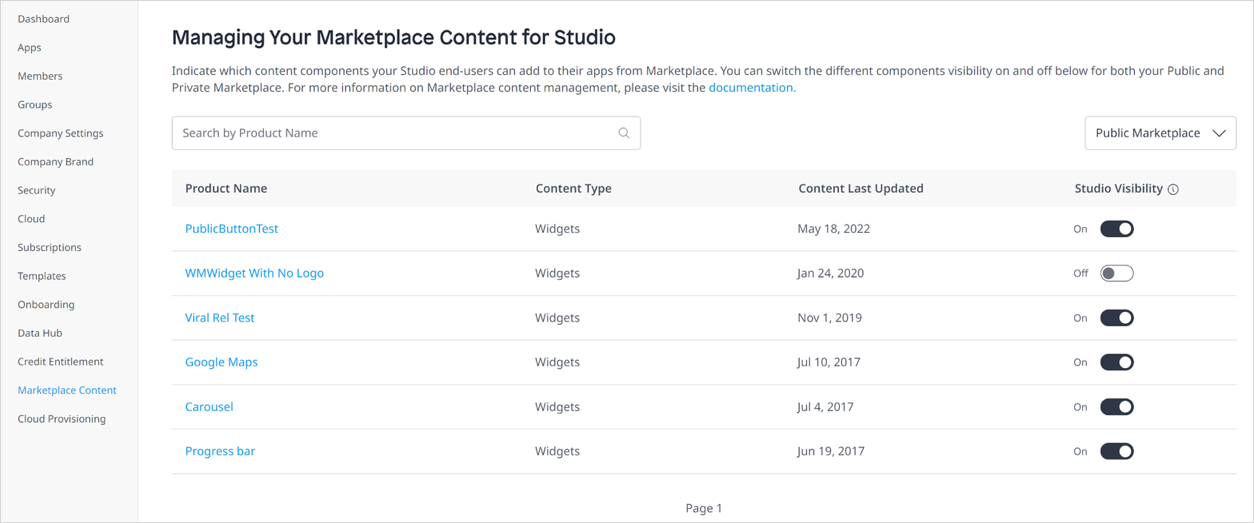 Dashboard
Apps
Members
Groups
Company Settings
Company Brand
Security
Cloud
Subscriptions
Templates
Onboarding
Data Hub
Credit Entitlement
Marketplace Content
Cloud Provisioning
Managing Your Marketplace Content for Studio
Indicate which content components your Studio end-users can add to their apps from Marketplace. You can switch the different components visibility on and off below for both your Public and
Private Marketplace. For more information on Marketplace content management, please visit the documentation.
Search by Product Name
Public Marketplace
Product Name Content Type Content Last Updated Studio Visibility
PublicButtonTest Widgets May 18, 2022 On
WMWidget With No Logo Widgets Jan 24, 2020 Off
Viral Rel Test Widgets Nov 1, 2019 On
Google Maps Widgets Jul 10, 2017 On
Carousel Widgets Jul 4, 2017 On
Progress bar Widgets Jun 19, 2017 On
Page 1